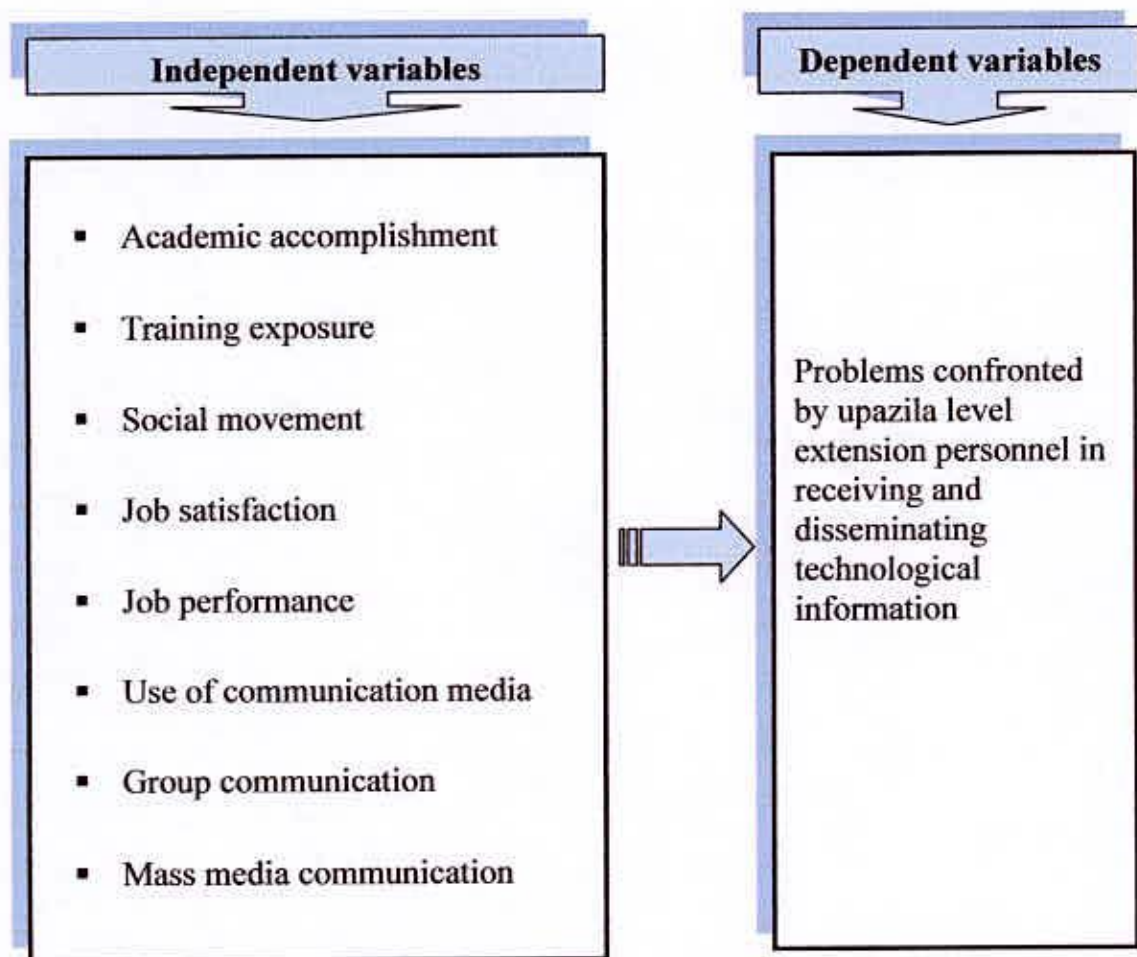 Independent variables
Academic accomplishment
Training exposure
Social movement
Job satisfaction
Job performance
Use of communication media
Group communication
Mass media communication
Dependent variables
Problems confronted
by upazila level
extension personnel in
receiving and
disseminating
technological
information